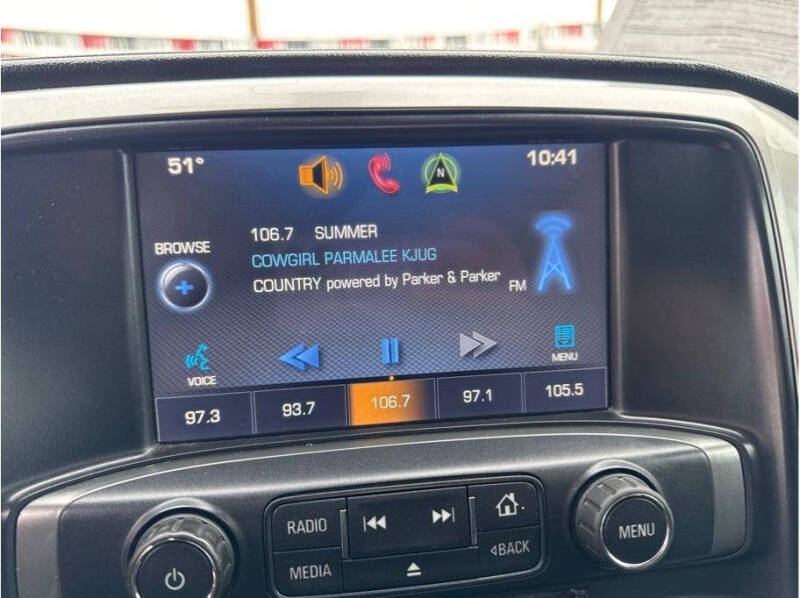 51° 10:41
N
106.7 SUMMER
BROWSE
COWGIRL PARMALEE KJUG
COUNTRY powered by Parker & Parker
FM
VOICE
MENU
97.3 93.7 106.7 97.1 105.5
RADIO
MENU
MEDIA
BACK